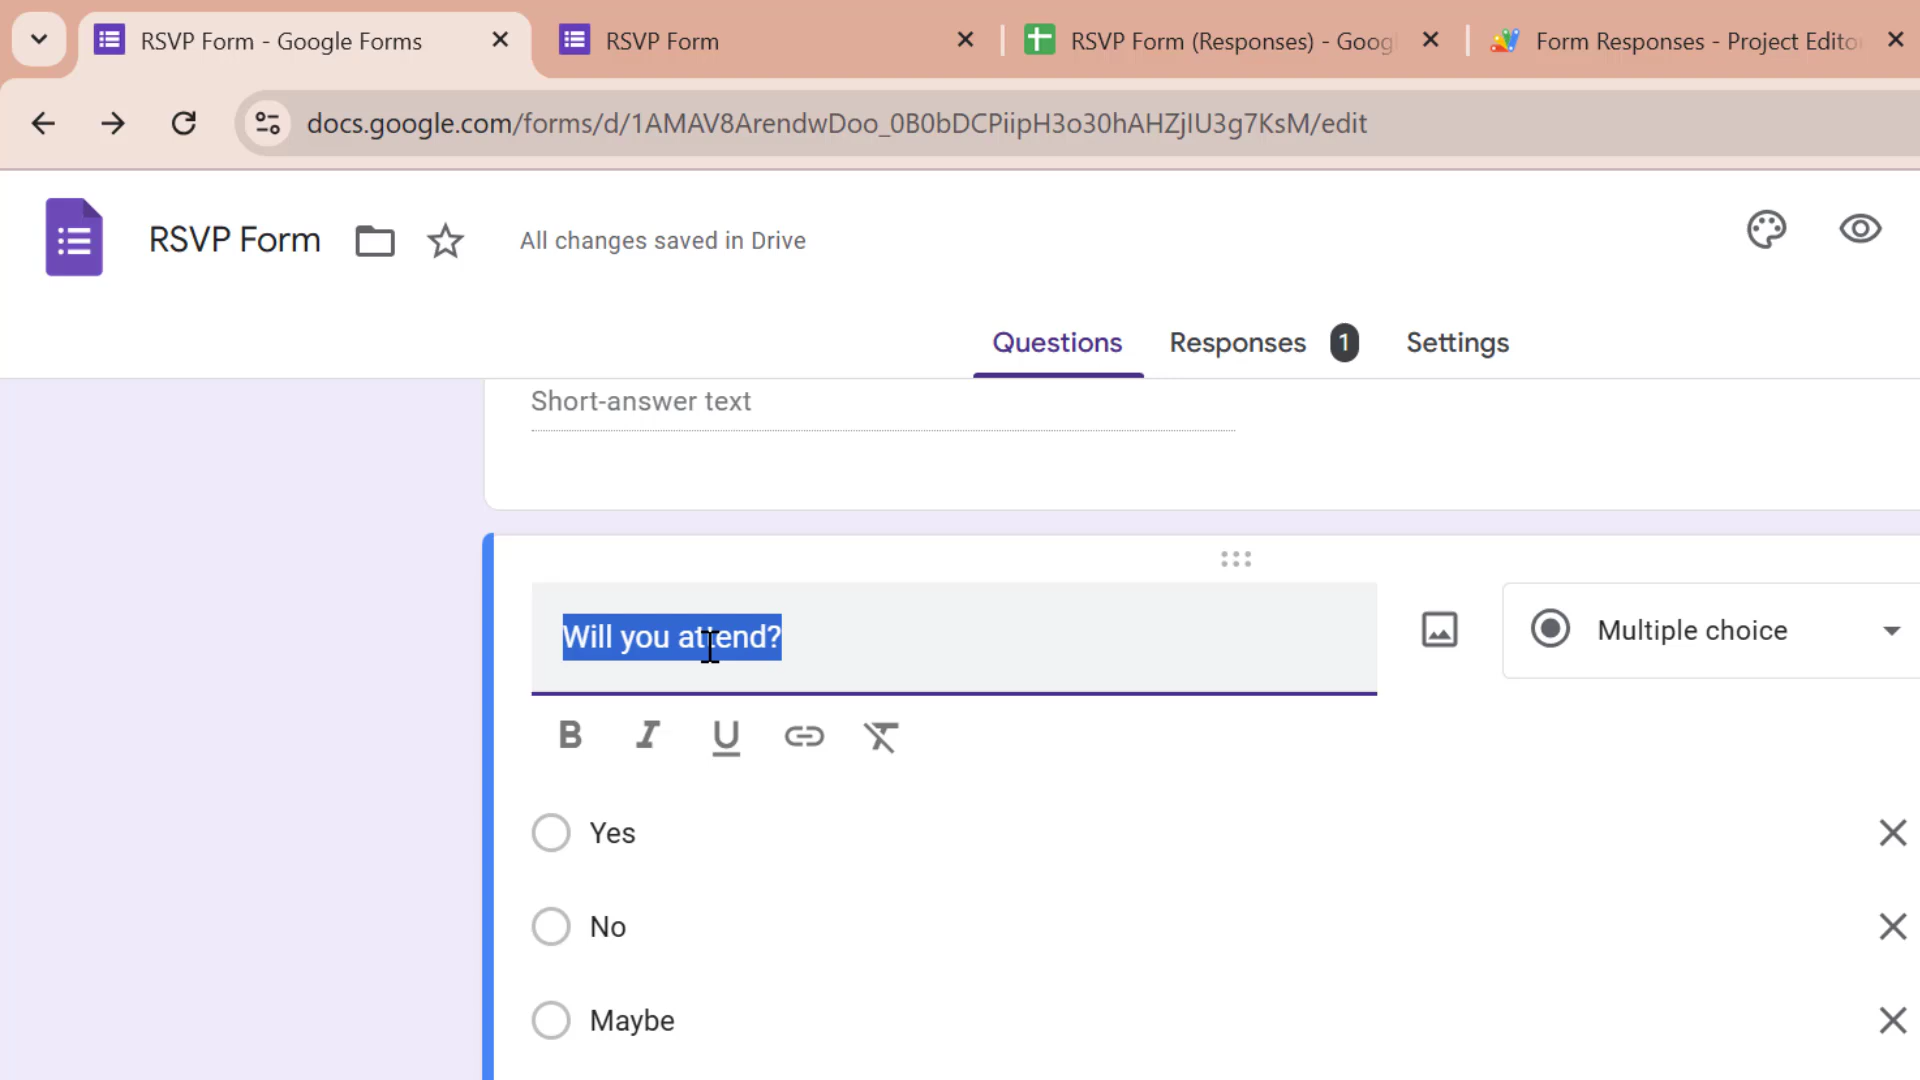 RSVP Form - Google Forms
RSVP Form
RSVP Form (Responses) - Goog
Form Responses - Project Edito
docs.google.com/forms/d/1AMAV8ArendwDoo_0B0bDCPiipH3o30hAHZjIU3g7KsM/edit
RSVP Form
All changes saved in Drive
Questions
Responses 1
Settings
Short-answer text
Will you attend?
Multiple choice
B I U
Yes
No
Maybe